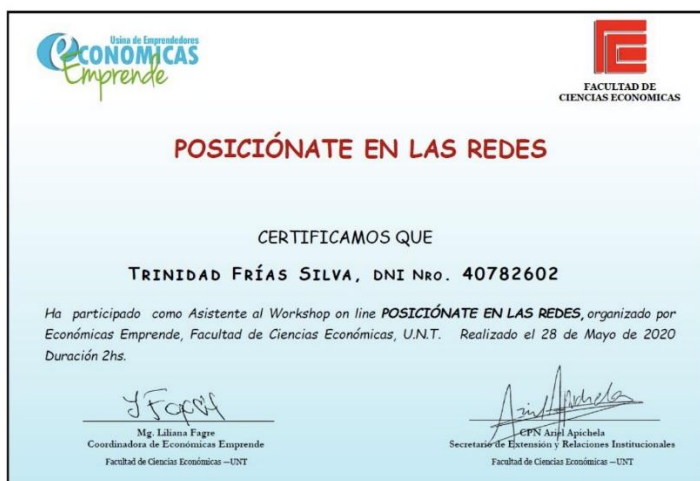 Usina de Emprendedores
eCONÓMICAS
Emprende
FACULTAD DE
CIENCIAS ECONOMICAS
POSICIÓNATE EN LAS REDES
CERTIFICAMOS QUE
TRINIDAD FRÍAS SILVA, DNI NRO. 40782602
Ha participado como Asistente al Workshop on line POSICIÓNATE EN LAS REDES, organizado por
Económicas Emprende, Facultad de Ciencias Económicas, U.N.T. Realizado el 28 de Mayo de 2020
Duración 2hs.
Mg. Liliana Fagre
Coordinadora de Económicas Emprende
Facultad de Ciencias Económicas —UNT
Ariel Apichela
CPN Ariel Apichela
Secretario de Extensión y Relaciones Institucionales
Facultad de Ciencias Económicas —UNT